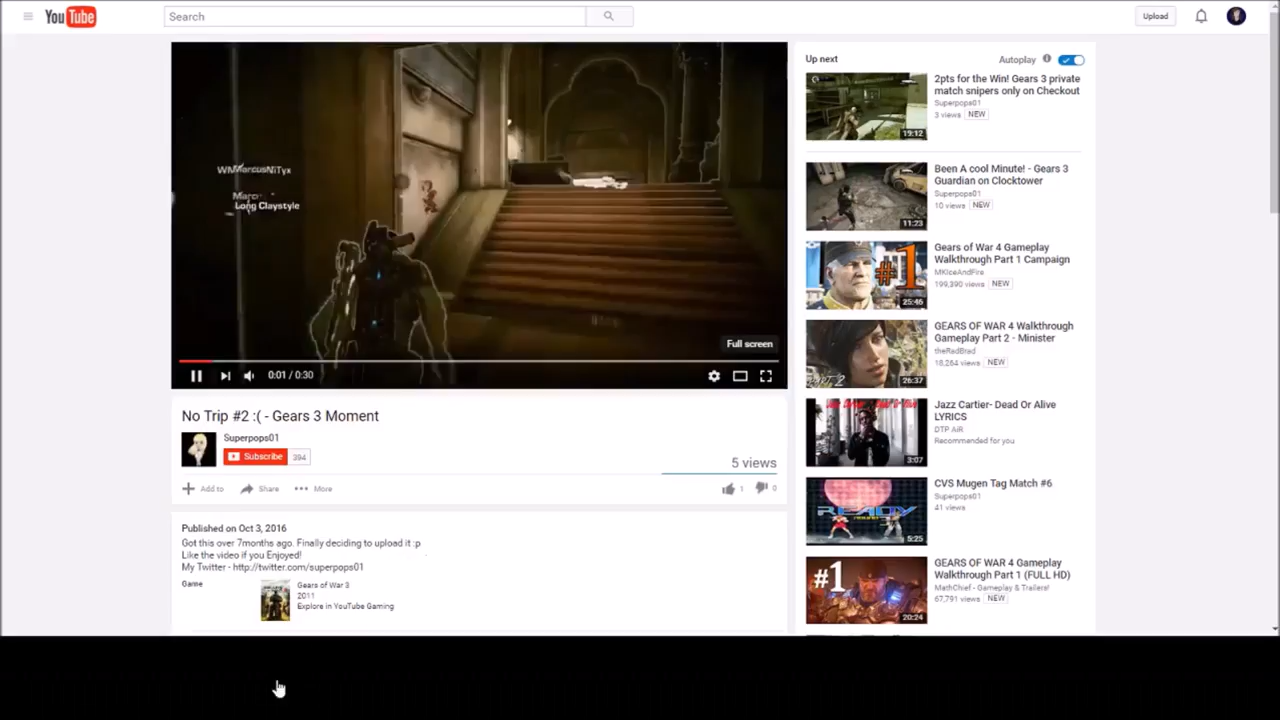 YouTube
Search
Upload
Long Claystyle
Full screen
0:01 / 0:30
No Trip #2 :( - Gears 3 Moment
Superpops01
Subscribe 394
5 views
Add to Share More
1 0
Published on Oct 3, 2016
Got this over 7months ago. Finally deciding to upload it :p
Like the video if you Enjoyed!
My Twitter - http://twitter.com/superpops01
Game
Gears of War 3
2011
Explore in YouTube Gaming
Up next
Autoplay
2pts for the Win! Gears 3 private
match snipers only on Checkout
Superpops01
3 views NEW
19:12
Been A cool Minute! - Gears 3
Guardian on Clocktower
Superpops01
10 views NEW
11:23
Gears of War 4 Gameplay
Walkthrough Part 1 Campaign
MKIceAndFire
199,390 views NEW
#1
25:46
GEARS OF WAR 4 Walkthrough
Gameplay Part 2 - Minister
theRadBrad
18,264 views NEW
PART 2
26:37
Jazz Cartier- Dead Or Alive
LYRICS
DTP AiR
Recommended for you
3:07
CVS Mugen Tag Match #6
Superpops01
41 views
READY
5:25
GEARS OF WAR 4 Gameplay
Walkthrough Part 1 (FULL HD)
MathChief - Gameplay & Trailers!
67,791 views NEW
#1
20:24